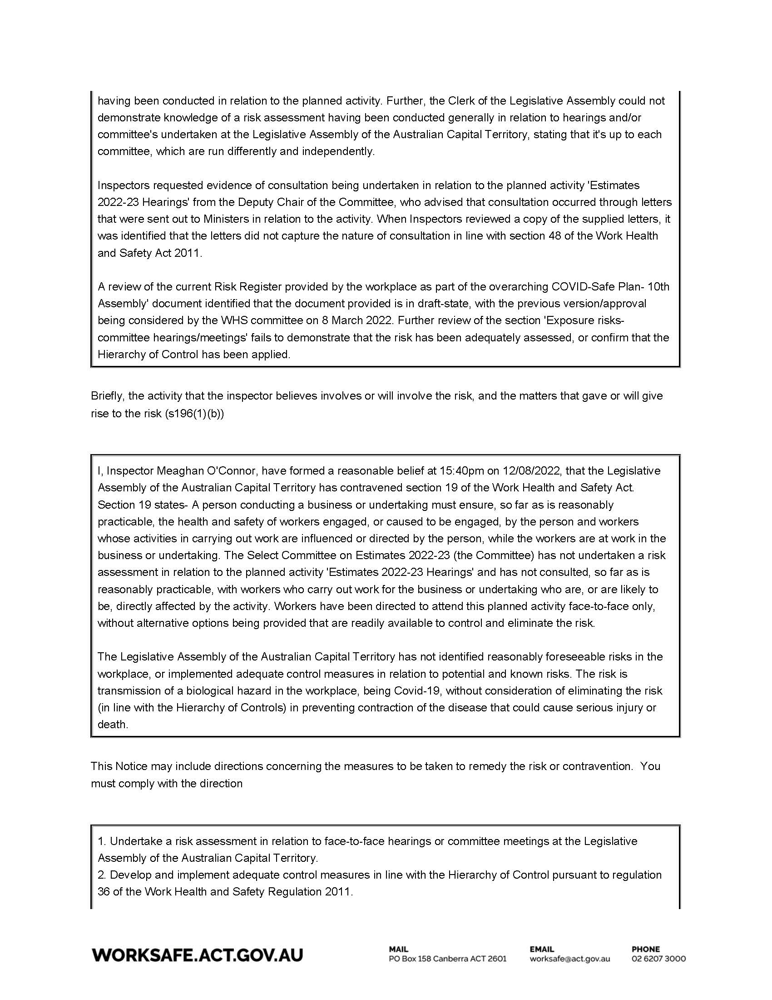 having been conducted in relation to the planned activity. Further, the Clerk of the Legislative Assembly could not
demonstrate knowledge of a risk assessment having been conducted generally in relation to hearings and/or
committee's undertaken at the Legislative Assembly of the Australian Capital Territory, stating that it's up to each
committee, which are run differently and independently.
Inspectors requested evidence of consultation being undertaken in relation to the planned activity 'Estimates
2022-23 Hearings' from the Deputy Chair of the Committee, who advised that consultation occurred through letters
that were sent out to Ministers in relation to the activity. When Inspectors reviewed a copy of the supplied letters, it
was identified that the letters did not capture the nature of consultation in line with section 48 of the Work Health
and Safety Act 2011.
A review of the current Risk Register provided by the workplace as part of the overarching COVID-Safe Plan- 10th
Assembly' document identified that the document provided is in draft-state, with the previous version/approval
being considered by the WHS committee on 8 March 2022. Further review of the section 'Exposure risks-
committee hearings/meetings' fails to demonstrate that the risk has been adequately assessed, or confirm that the
Hierarchy of Control has been applied.
Briefly, the activity that the inspector believes involves or will involve the risk, and the matters that gave or will give
rise to the risk (s196(1)(b))
I, Inspector Meaghan O'Connor, have formed a reasonable belief at 15:40pm on 12/08/2022, that the Legislative
Assembly of the Australian Capital Territory has contravened section 19 of the Work Health and Safety Act.
Section 19 states- A person conducting a business or undertaking must ensure, so far as is reasonably
practicable, the health and safety of workers engaged, or caused to be engaged, by the person and workers
whose activities in carrying out work are influenced or directed by the person, while the workers are at work in the
business or undertaking. The Select Committee on Estimates 2022-23 (the Committee) has not undertaken a risk
assessment in relation to the planned activity 'Estimates 2022-23 Hearings' and has not consulted, so far as is
reasonably practicable, with workers who carry out work for the business or undertaking who are, or are likely to
be, directly affected by the activity. Workers have been directed to attend this planned activity face-to-face only,
without alternative options being provided that are readily available to control and eliminate the risk.
The Legislative Assembly of the Australian Capital Territory has not identified reasonably foreseeable risks in the
workplace, or implemented adequate control measures in relation to potential and known risks. The risk is
transmission of a biological hazard in the workplace, being Covid-19, without consideration of eliminating the risk
(in line with the Hierarchy of Controls) in preventing contraction of the disease that could cause serious injury or
death.
This Notice may include directions concerning the measures to be taken to remedy the risk or contravention.  You
must comply with the direction
1. Undertake a risk assessment in relation to face-to-face hearings or committee meetings at the Legislative
Assembly of the Australian Capital Territory.
2. Develop and implement adequate control measures in line with the Hierarchy of Control pursuant to regulation
36 of the Work Health and Safety Regulation 2011.
WORKSAFE.ACT.GOV.AU
MAIL
PO Box 158 Canberra ACT 2601
EMAIL
worksafe@act.gov.au
PHONE
02 6207 3000